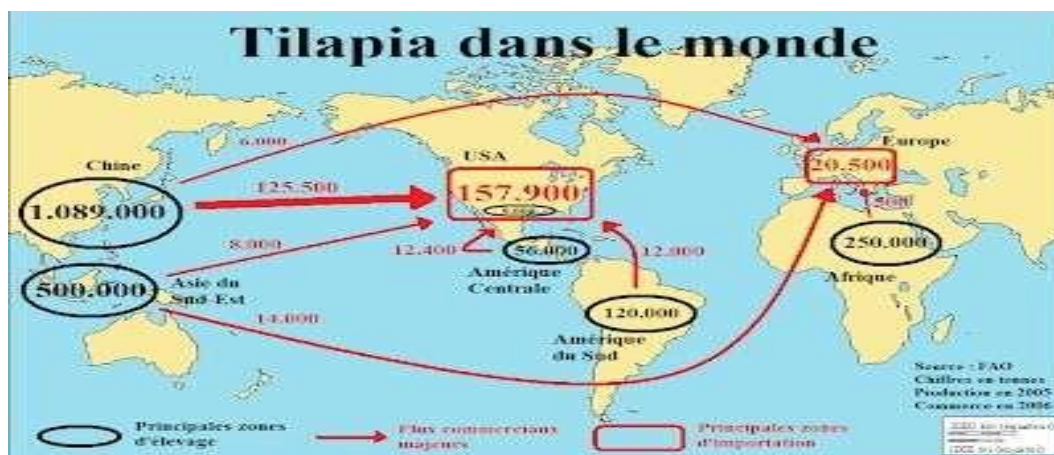 Tilapia dans le monde
6.000
Europe
Chine
USA
20.500
125.500
157.900
1.089.000
500
8.000
12.400
56.000
12.000
250.000
Amérique
Centrale
Afrique
500.000
Asie du
Sud-Est
14.000
120.000
Amérique
du Sud
Source : FAO
Chiffres en tonnes
Production en 2005
Commerce en 2006
Principales zones
d'élevage
Flux commerciaux
majeurs
Principales zones
d'importation